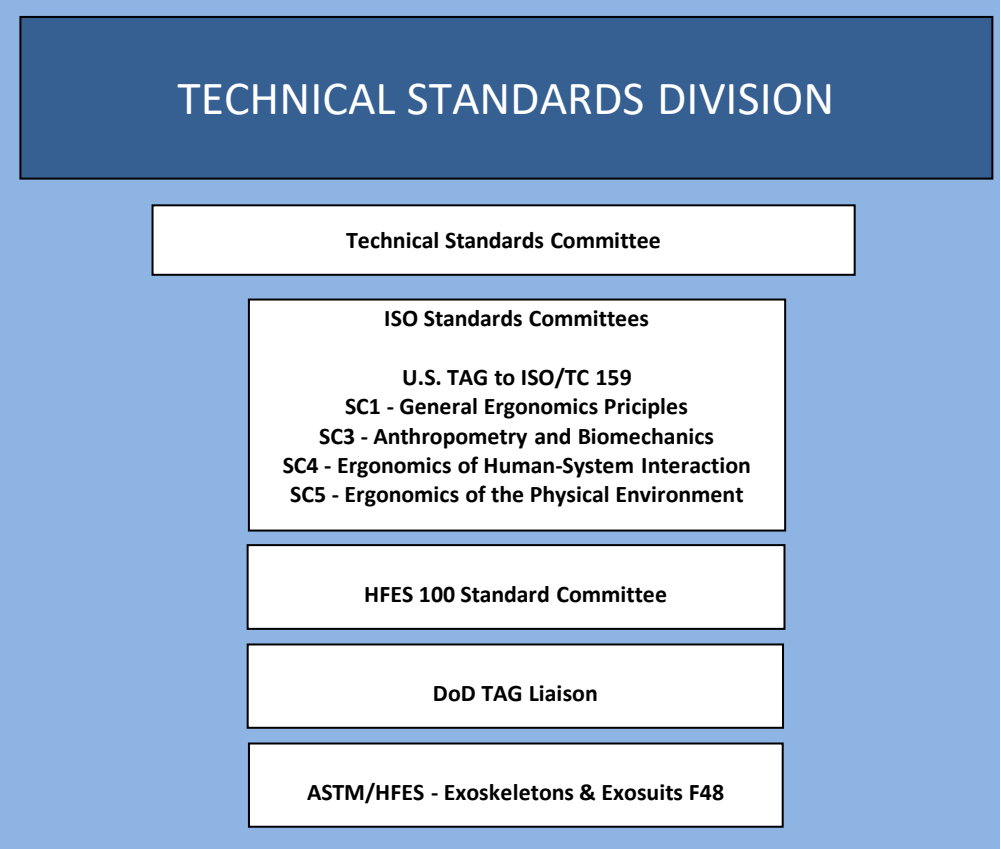 TECHNICAL STANDARDS DIVISION
Technical Standards Committee
ISO Standards Committees
U.S. TAG to ISO/TC 159
SC1 - General Ergonomics Priciples
SC3 - Anthropometry and Biomechanics
SC4 - Ergonomics of Human-System Interaction
SC5 - Ergonomics of the Physical Environment
HFES 100 Standard Committee
DoD TAG Liaison
ASTM/HFES - Exoskeletons & Exosuits F48